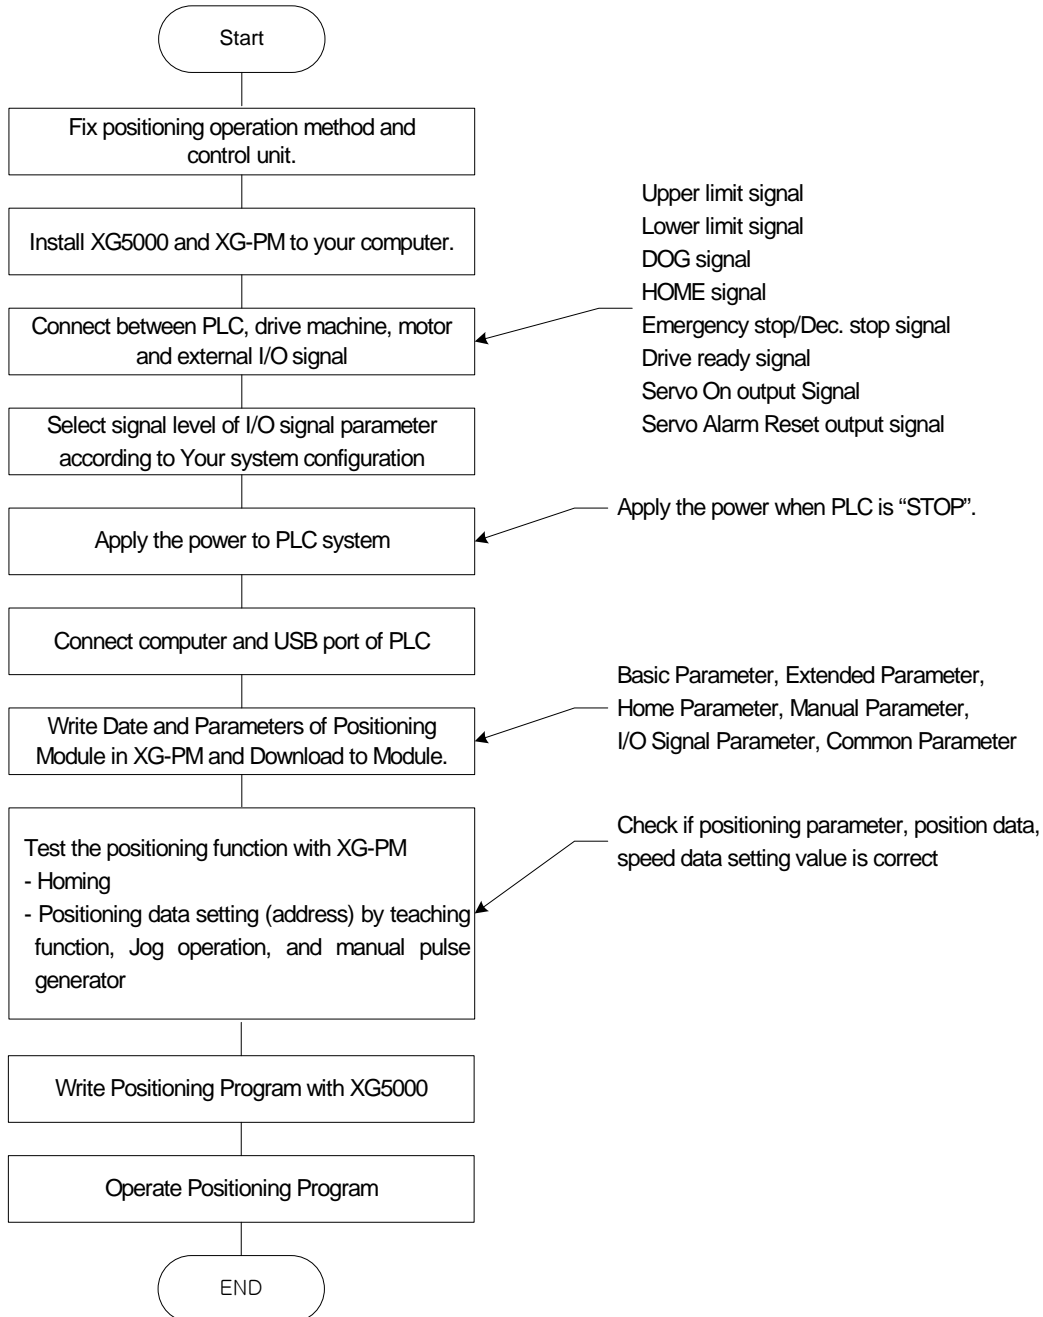 Start
Fix positioning operation method and
control unit.
Install XG5000 and XG-PM to your computer.
Connect between PLC, drive machine, motor
and external I/O signal
Upper limit signal
Lower limit signal
DOG signal
HOME signal
Emergency stop/Dec. stop signal
Drive ready signal
Servo On output Signal
Servo Alarm Reset output signal
Select signal level of I/O signal parameter
according to Your system configuration
Apply the power to PLC system
Apply the power when PLC is “STOP”.
Connect computer and USB port of PLC
Write Date and Parameters of Positioning
Module in XG-PM and Download to Module.
Basic Parameter, Extended Parameter,
Home Parameter, Manual Parameter,
I/O Signal Parameter, Common Parameter
Test the positioning function with XG-PM
- Homing
- Positioning data setting (address) by teaching
function, Jog operation, and manual pulse
generator
Check if positioning parameter, position data,
speed data setting value is correct
Write Positioning Program with XG5000
Operate Positioning Program
END